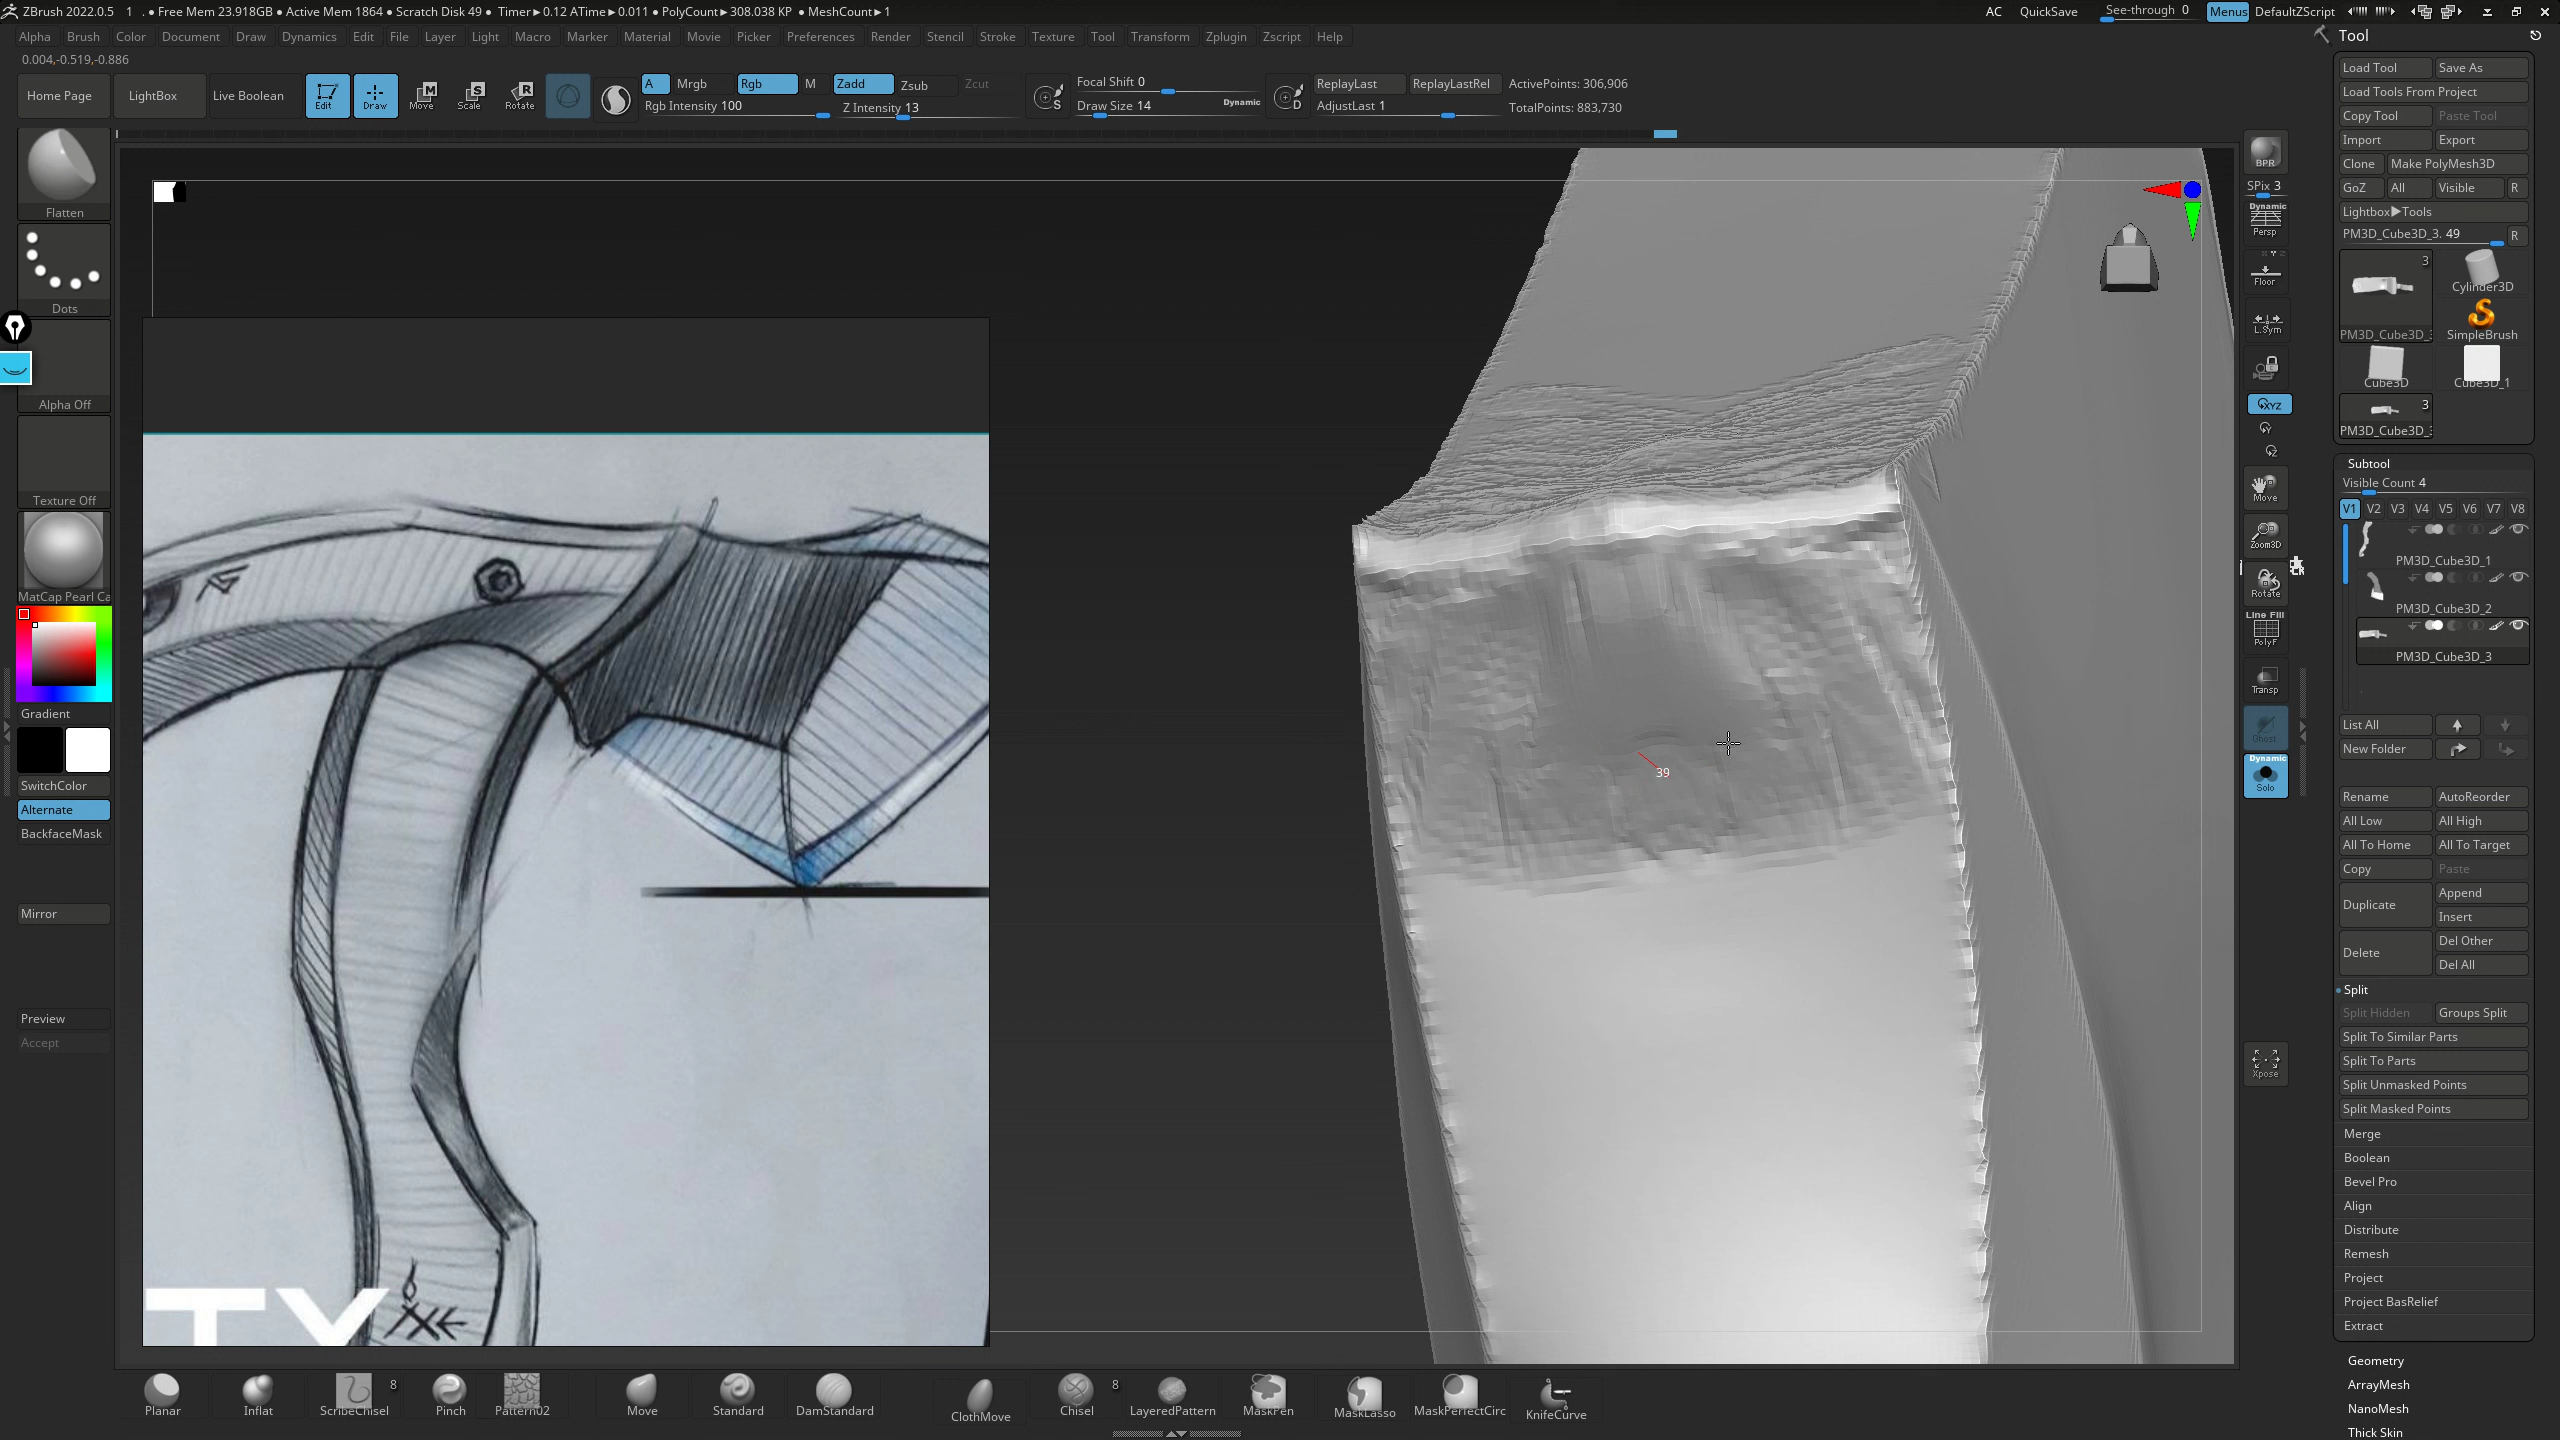 ZBrush 2022.0.5 1 . • Free Mem 23.918GB • Active Mem 1864 • Scratch Disk 49 • Timer►0.12 ATime►0.011 • PolyCount►308.038 KP • MeshCount►1
AC QuickSave See-through 0 Menus DefaultZScript
Alpha Brush Color Document Draw Dynamics Edit File Layer Light Macro Marker Material Movie Picker Preferences Render Stencil Stroke Texture Tool Transform Zplugin Zscript Help
0.004,-0.519,-0.886
Home Page
LightBox
Live Boolean
Edit
Draw
Move
Scale
Rotate
A Mrgb Rgb M Zadd Zsub Zcut
Rgb Intensity 100 Z Intensity 13
Focal Shift 0
Draw Size 14 Dynamic
ReplayLast ReplayLastRel
AdjustLast 1
ActivePoints: 306,906
TotalPoints: 883,730
Flatten
Dots
Alpha Off
Texture Off
MatCap Pearl Ca
Gradient
SwitchColor
Alternate
BackfaceMask
Mirror
Preview
Accept
TY
39
BPR
SPix 3
Dynamic
Persp
Floor
L.Sym
XYZ
Move
Zoom3D
Rotate
Line Fill
PolyF
Transp
Ghost
Dynamic
Solo
Xpose
Tool
Load Tool Save As
Load Tools From Project
Copy Tool Paste Tool
Import Export
Clone Make PolyMesh3D
GoZ All Visible R
Lightbox►Tools
PM3D_Cube3D_3. 49 R
3
PM3D_Cube3D_3
Cylinder3D
SimpleBrush
Cube3D
Cube3D_1
3
PM3D_Cube3D_3
Subtool
Visible Count 4
V1 V2 V3 V4 V5 V6 V7 V8
PM3D_Cube3D_1
PM3D_Cube3D_2
PM3D_Cube3D_3
List All
New Folder
Rename AutoReorder
All Low All High
All To Home All To Target
Copy Paste
Duplicate Append
Insert
Delete Del Other
Del All
Split
Split Hidden Groups Split
Split To Similar Parts
Split To Parts
Split Unmasked Points
Split Masked Points
Merge
Boolean
Bevel Pro
Align
Distribute
Remesh
Project
Project BasRelief
Extract
Geometry
ArrayMesh
NanoMesh
Thick Skin
Planar
Inflat
ScribeChisel
8
Pinch
Pattern02
Move
Standard
DamStandard
ClothMove
Chisel
8
LayeredPattern
MaskPen
MaskLasso
MaskPerfectCirc
KnifeCurve